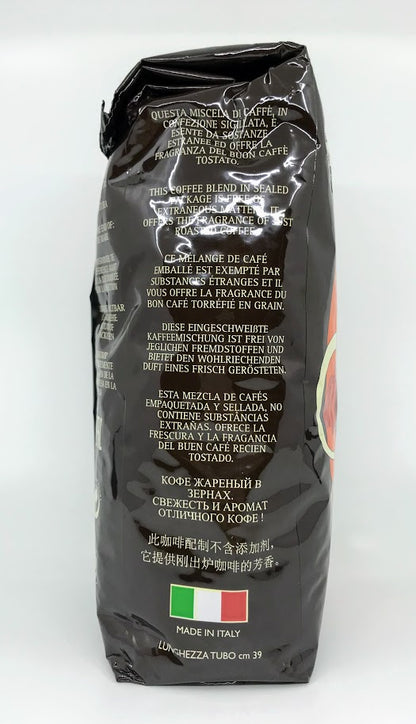 QUESTA MISCELA DI CAFFÈ, IN
CONFEZIONE SIGILLATA, È
ESENTE DA SOSTANZE
ESTRANEE ED OFFRE LA
FRAGRANZA DEL BUON CAFFÈ
TOSTATO.
THIS COFFEE BLEND IN SEALED
PACKAGE IS FREE OF
EXTRANEOUS MATTER. IT
OFFERS THE FRAGRANCE OF JUST
ROASTED COFFEE.
CE MELANGE DE CAFÉ
EMBALLÉ EST EXEMPTÉ PAR
SUBSTANCES ÉTRANGES ET IL
VOUS OFFRE LA FRAGRANCE DU
BON CAFÉ TORRÉFIÉ EN GRAIN.
DIESE EINGESCHWEIßTE
KAFFEEMISCHUNG IST FREI VON
JEGLICHEN FREMDSTOFFEN UND
BIETET DEN WOHLRIECHENDEN
DUFT EINES FRISCH GERÖSTETEN.
ESTA MEZCLA DE CAFÉS
EMPAQUETADA Y SELLADA, NO
CONTIENE SUBSTÂNCIAS
EXTRAÑAS. OFRECE LA
FRESCURA Y LA FRAGANCIA
DEL BUEN CAFÉ RECIEN
TOSTADO.
КОФЕ ЖАРЕНЫЙ В
ЗЕРНАХ.
СВЕЖЕСТЬ И АРОМАТ
ОТЛИЧНОГО КОФЕ !
此咖啡配制不含添加剂,
它提供刚出炉咖啡的芳香。
MADE IN ITALY
LUNGHEZZA TUBO cm 39